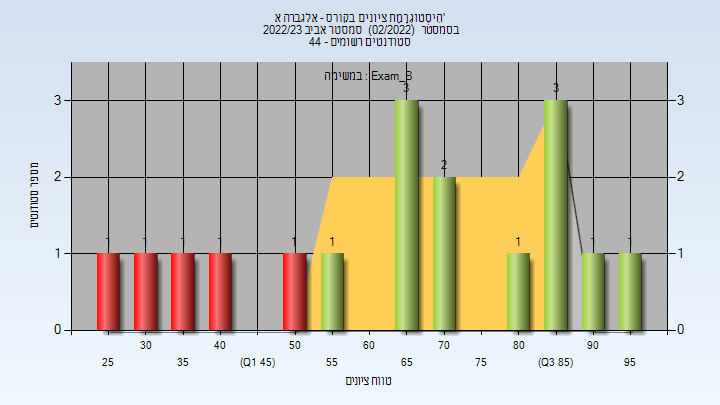 היסטוגרמת ציונים בקורס - אלגברה א'
בסמסטר (02/2022) סמסטר אביב 2022/23
סטודנטים רשומים - 44
במשימה : Exam_B
מספר סטודנטים
3 3
2 2
1 1
0 0
1 1 1 1 1 1 3 2 1 3 1 1
30 40 50 60 70 80 90
25 35 (Q1 45) 55 65 75 (Q3 85) 95
טווח ציונים